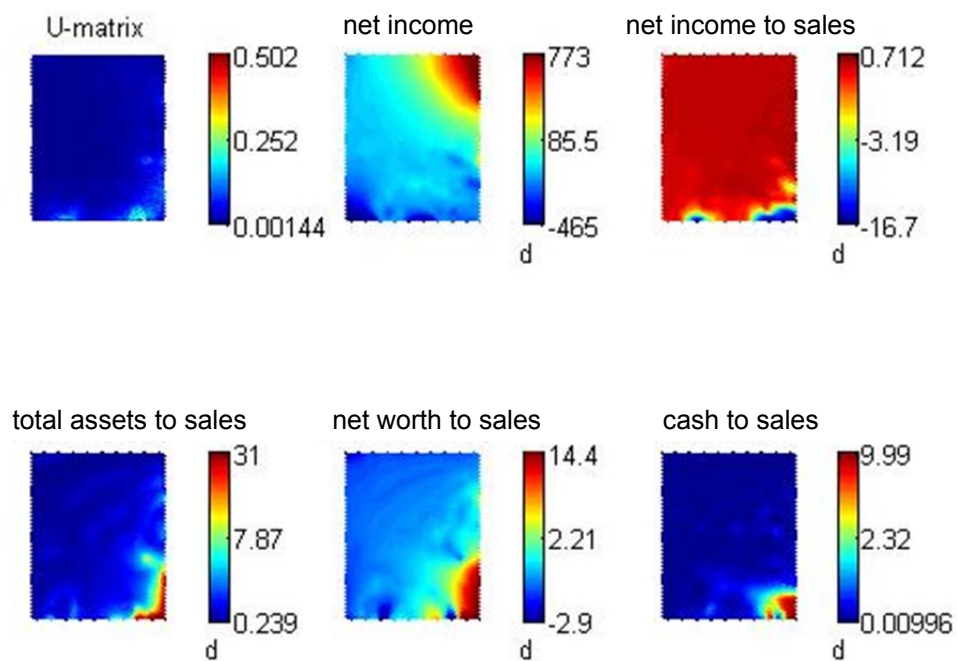 U-matrix
0.502
0.252
0.00144
net income
773
85.5
-465
d
net income to sales
0.712
-3.19
-16.7
d
total assets to sales
31
7.87
0.239
d
net worth to sales
14.4
2.21
-2.9
d
cash to sales
9.99
2.32
0.00996
d